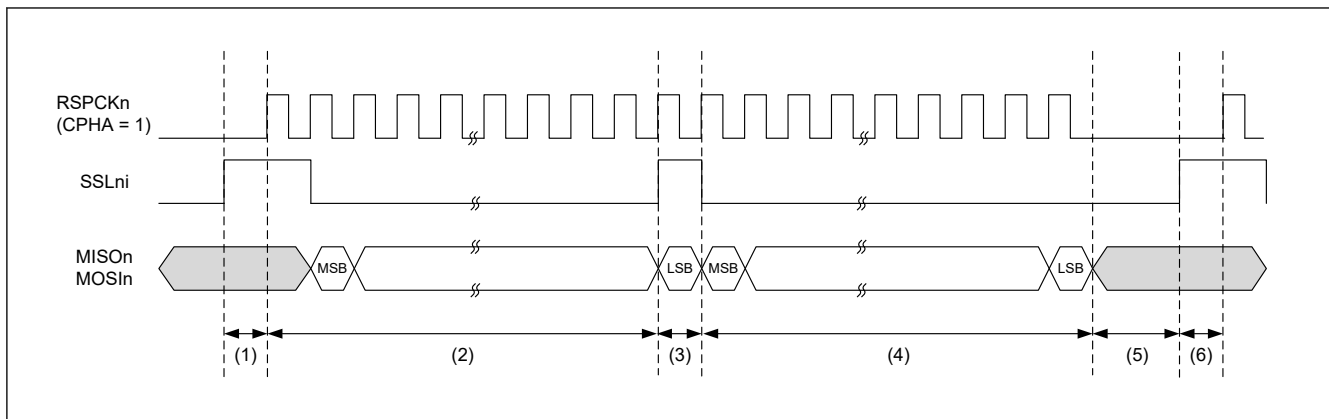 RSPCKn
(CPHA = 1)
SSLni
MISOn
MOSIn
MSB
LSB
MSB
LSB
(1)
(2)
(3)
(4)
(5)
(6)